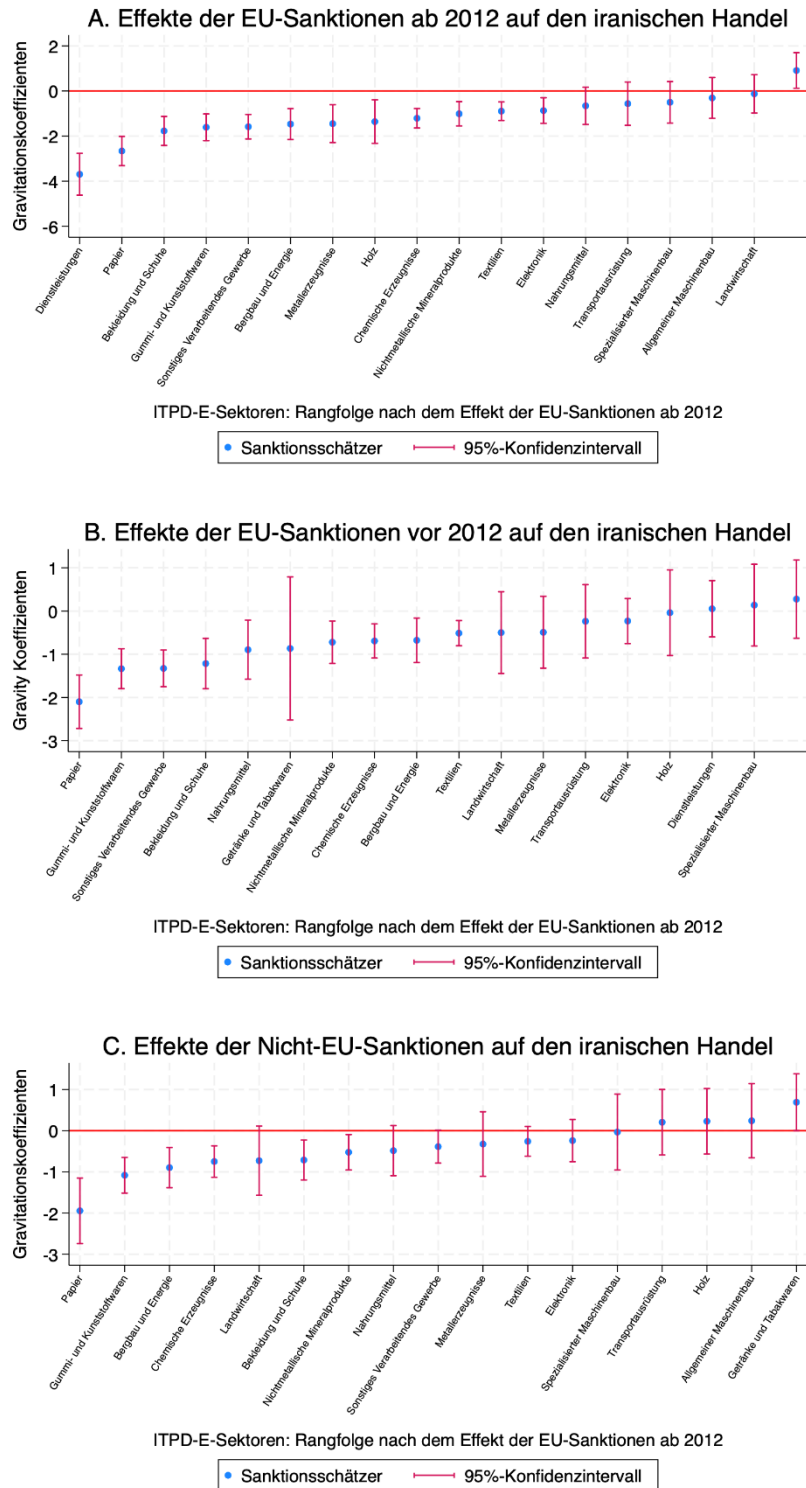 A. Effekte der EU-Sanktionen ab 2012 auf den iranischen Handel
Gravitationskoeffizienten
2
0
-2
-4
-6
Dienstleistungen
Papier
Bekleidung und Schuhe
Gummi- und Kunststoffwaren
Sonstiges Verarbeitendes Gewerbe
Bergbau und Energie
Metallerzeugnisse
Holz
Chemische Erzeugnisse
Nichtmetallische Mineralprodukte
Textilien
Elektronik
Nahrungsmittel
Transportausrüstung
Spezialisierter Maschinenbau
Allgemeiner Maschinenbau
Landwirtschaft
ITPD-E-Sektoren: Rangfolge nach dem Effekt der EU-Sanktionen ab 2012
Sanktionsschätzer
95%-Konfidenzintervall
B. Effekte der EU-Sanktionen vor 2012 auf den iranischen Handel
Gravity Koeffizienten
1
0
-1
-2
-3
Papier
Gummi- und Kunststoffwaren
Sonstiges Verarbeitendes Gewerbe
Bekleidung und Schuhe
Nahrungsmittel
Getränke und Tabakwaren
Nichtmetallische Mineralprodukte
Chemische Erzeugnisse
Bergbau und Energie
Textilien
Landwirtschaft
Metallerzeugnisse
Transportausrüstung
Elektronik
Holz
Dienstleistungen
Spezialisierter Maschinenbau
ITPD-E-Sektoren: Rangfolge nach dem Effekt der EU-Sanktionen ab 2012
Sanktionsschätzer
95%-Konfidenzintervall
C. Effekte der Nicht-EU-Sanktionen auf den iranischen Handel
Gravitationskoeffizienten
1
0
-1
-2
-3
Papier
Gummi- und Kunststoffwaren
Bergbau und Energie
Chemische Erzeugnisse
Landwirtschaft
Bekleidung und Schuhe
Nichtmetallische Mineralprodukte
Nahrungsmittel
Sonstiges Verarbeitendes Gewerbe
Metallerzeugnisse
Textilien
Elektronik
Spezialisierter Maschinenbau
Transportausrüstung
Holz
Allgemeiner Maschinenbau
Getränke und Tabakwaren
ITPD-E-Sektoren: Rangfolge nach dem Effekt der EU-Sanktionen ab 2012
Sanktionsschätzer
95%-Konfidenzintervall